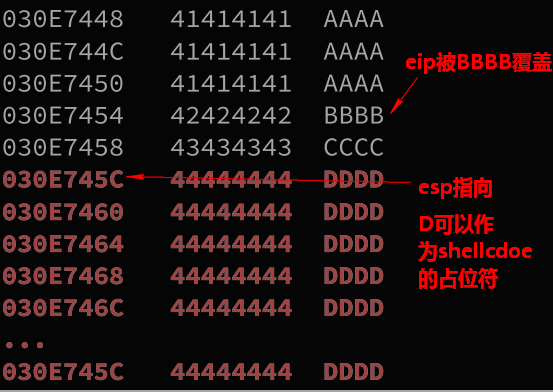 030E7448 41414141 AAAA
030E744C 41414141 AAAA
030E7450 41414141 AAAA
eip被BBBB覆盖
030E7454 42424242 BBBB
030E7458 43434343 CCCC
030E745C 44444444 DDDD
esp指向
030E7460 44444444 DDDD
D可以作
030E7464 44444444 DDDD
为shellcdoe
030E7468 44444444 DDDD
的占位符
030E746C 44444444 DDDD
...
030E745C 44444444 DDDD